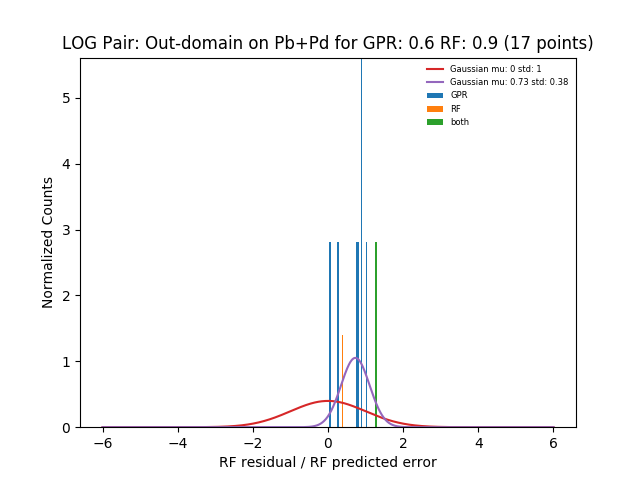 LOG Pair: Out-domain on Pb+Pd for GPR: 0.6 RF: 0.9 (17 points)
Gaussian mu: 0 std: 1
Gaussian mu: 0.73 std: 0.38
GPR
RF
both
Normalized Counts
5
4
3
2
1
0
−6 −4 −2 0 2 4 6
RF residual / RF predicted error